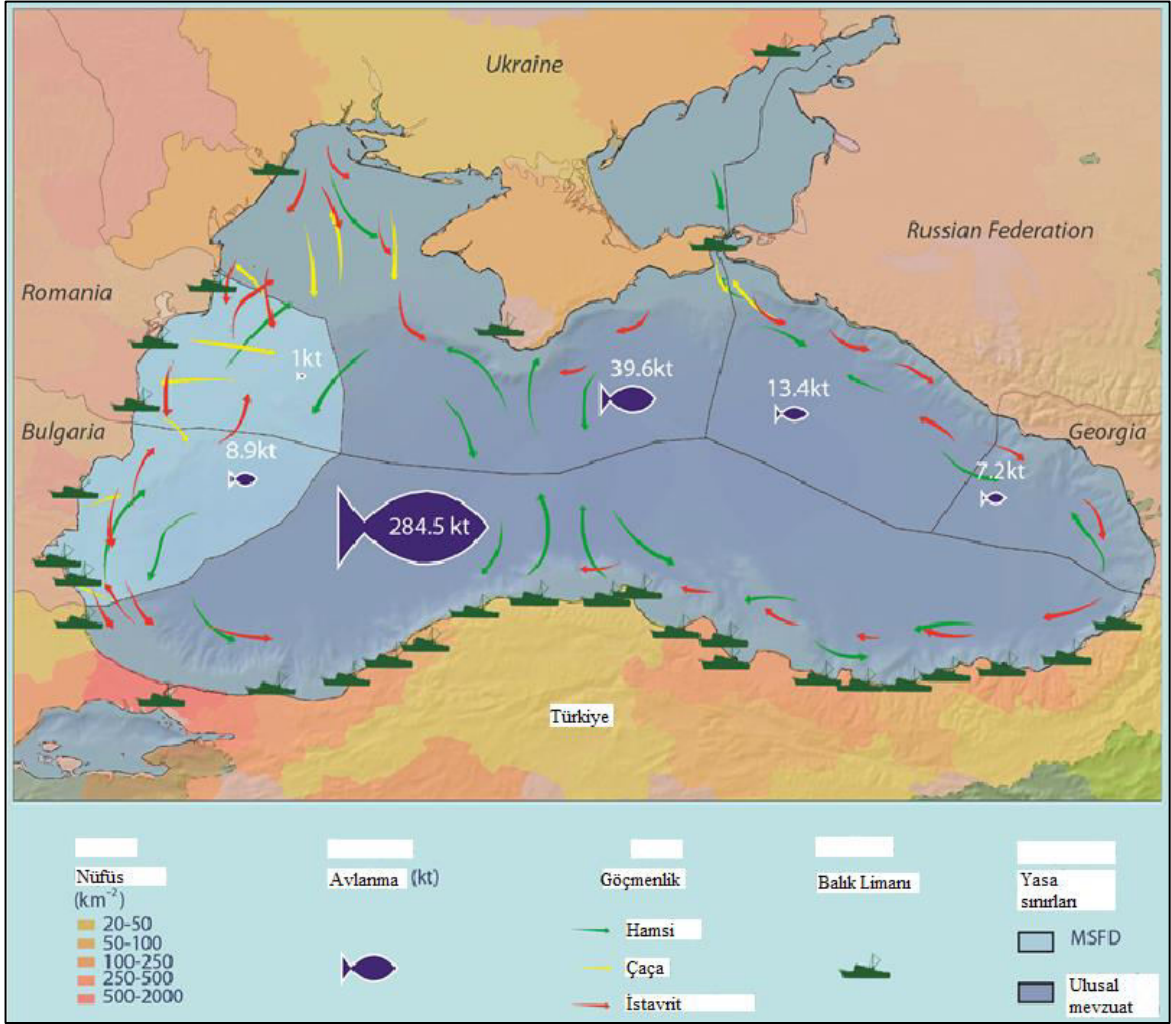 Ukraine
Russian Federation
Romania
1kt
39.6kt
13.4kt
Bulgaria
Georgia
8.9kt
7.2kt
284.5 kt
Türkiye
Nüfüs
(km⁻²)
20-50
50-100
100-250
250-500
500-2000
Avlanma (kt)
Göçmenlik
Hamsi
Çaça
İstavrit
Balık Limanı
Yasa
sınırları
MSFD
Ulusal
mevzuat